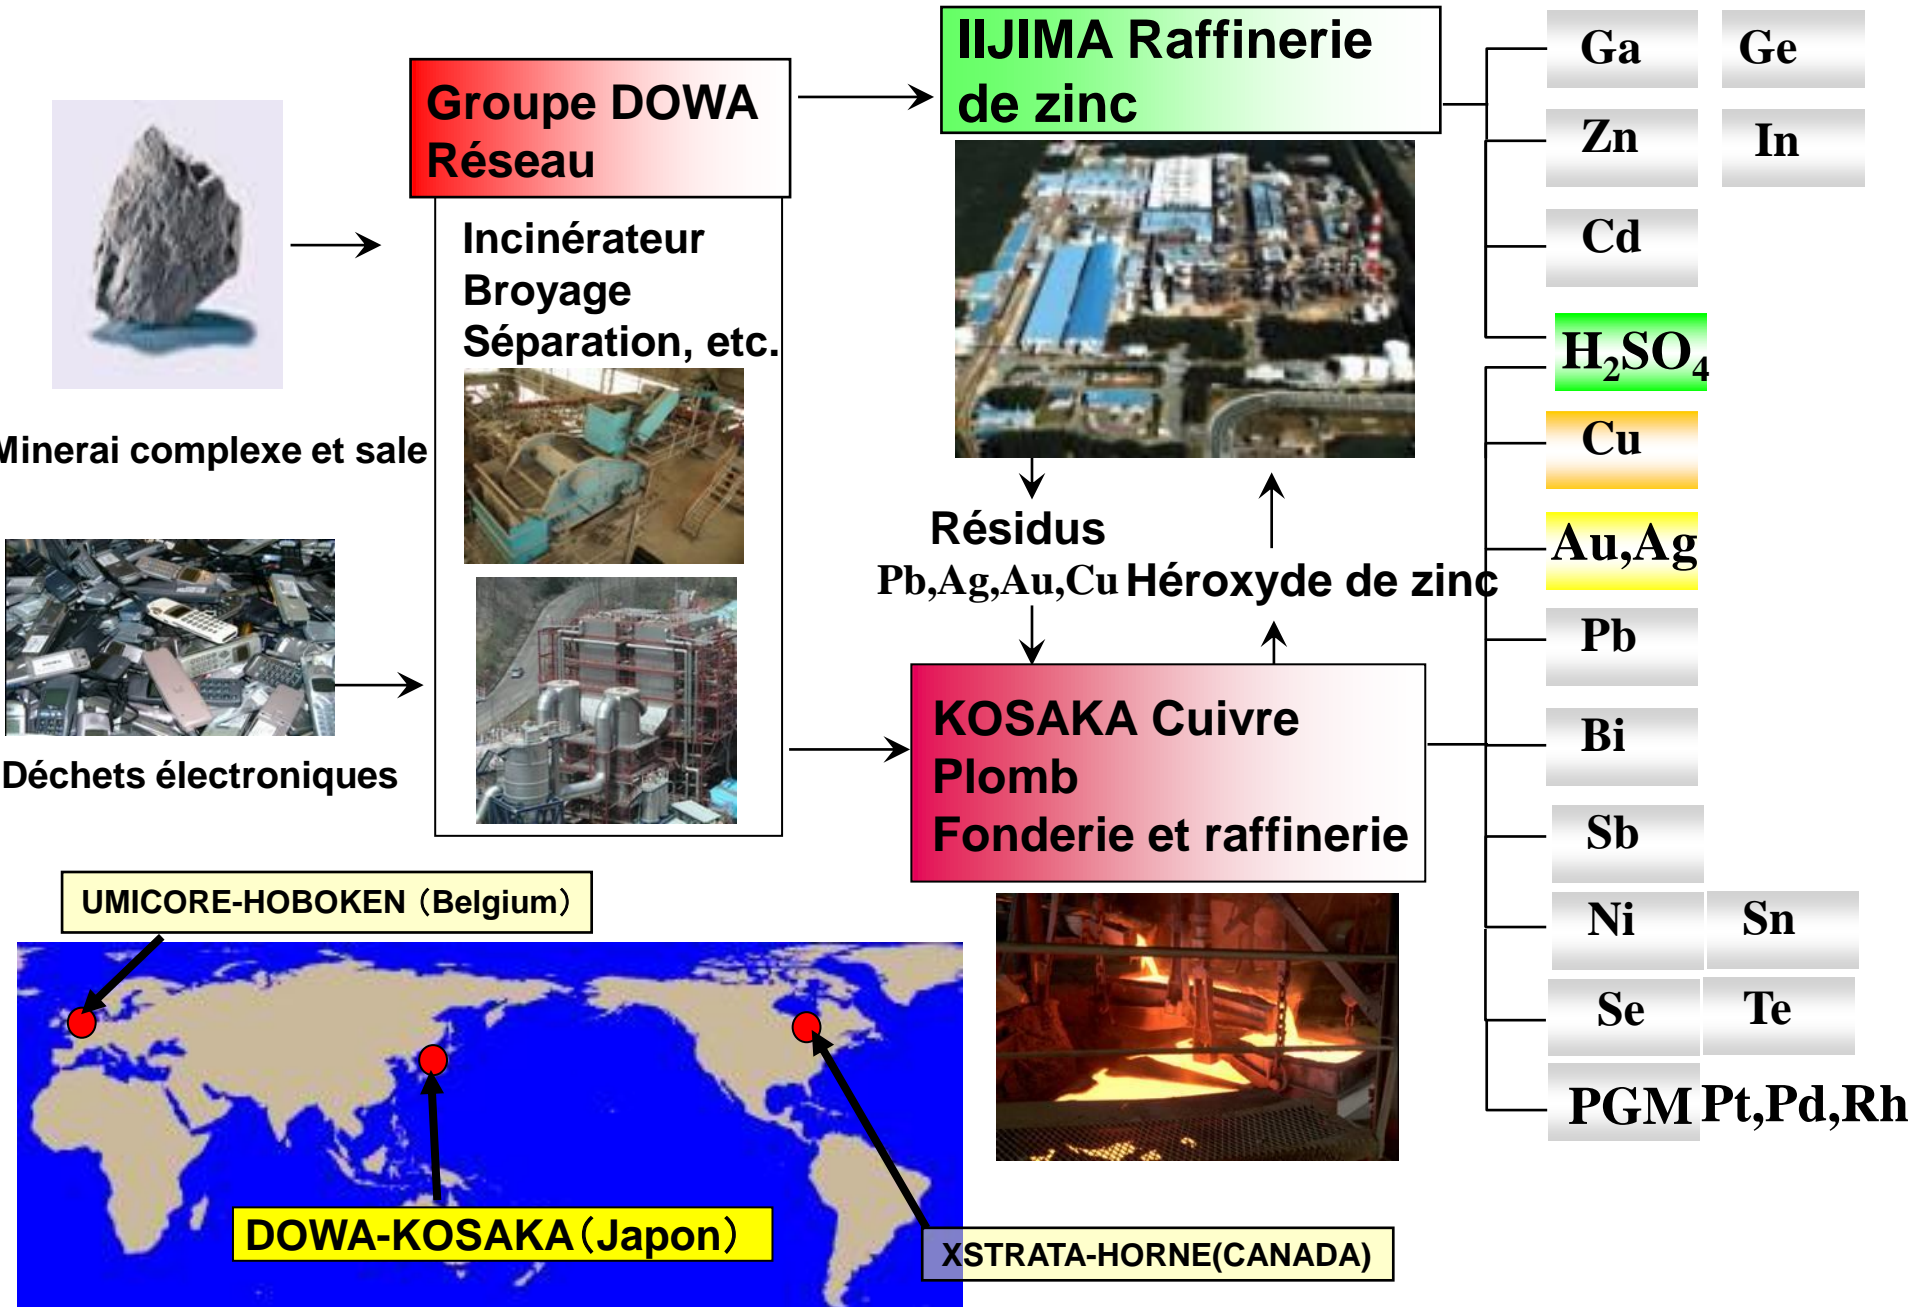 IIJIMA Raffinerie
de zinc
Groupe DOWA
Réseau
Incinérateur
Broyage
Séparation, etc.
Minerai complexe et sale
Déchets électroniques
Résidus
Pb,Ag,Au,Cu
Héroxyde de zinc
KOSAKA Cuivre
Plomb
Fonderie et raffinerie
Ga
Ge
Zn
In
Cd
H₂SO₄
Cu
Au,Ag
Pb
Bi
Sb
Ni
Sn
Se
Te
PGM
Pt,Pd,Rh
UMICORE-HOBOKEN（Belgium）
DOWA-KOSAKA（Japon）
XSTRATA-HORNE(CANADA)